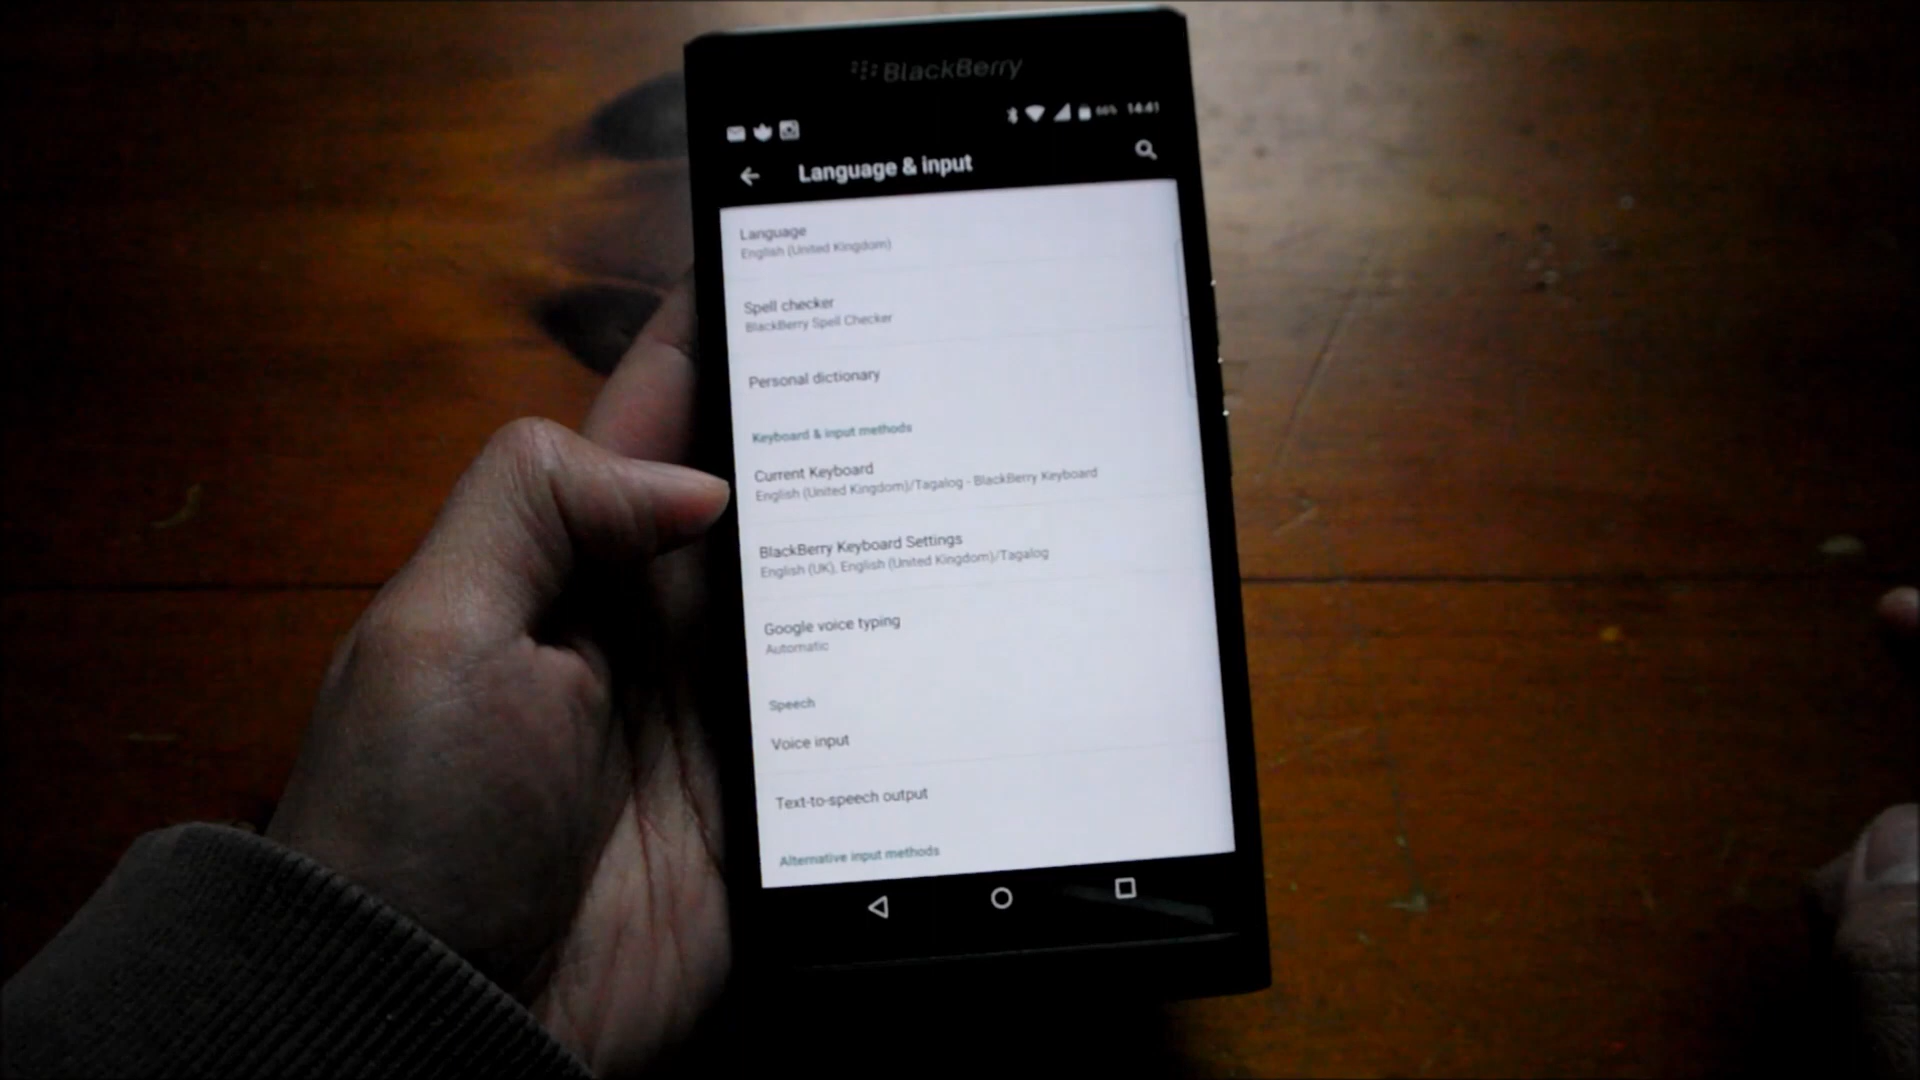 BlackBerry
66% 14:41
Language & input
Language
English (United Kingdom)
Spell checker
BlackBerry Spell Checker
Personal dictionary
Keyboard & input methods
Current Keyboard
English (United Kingdom)/Tagalog - BlackBerry Keyboard
BlackBerry Keyboard Settings
English (UK), English (United Kingdom)/Tagalog
Google voice typing
Automatic
Speech
Voice input
Text-to-speech output
Alternative input methods